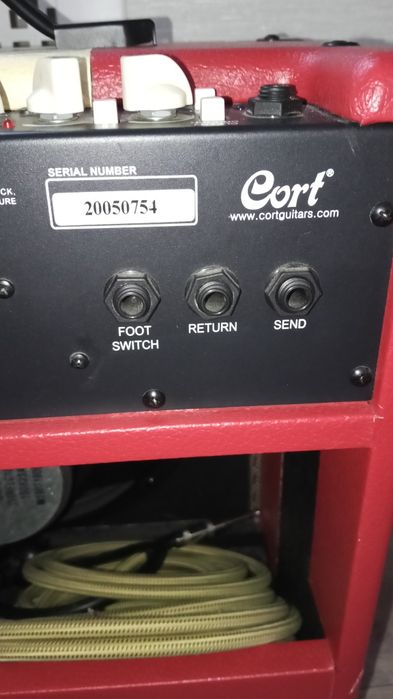 SERIAL NUMBER
20050754
Cort®
www.cortguitars.com
FOOT
SWITCH
RETURN
SEND